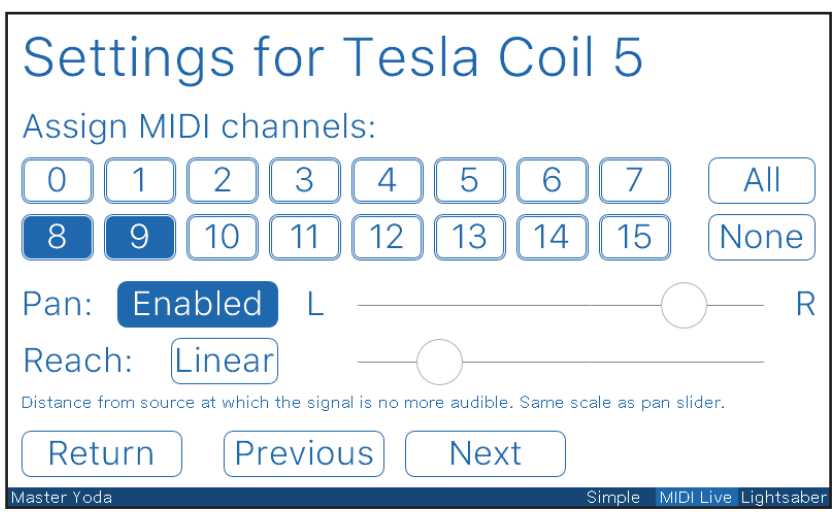 Settings for Tesla Coil 5
Assign MIDI channels:
0 1 2 3 4 5 6 7 All
8 9 10 11 12 13 14 15 None
Pan: Enabled L R
Reach: Linear
Distance from source at which the signal is no more audible. Same scale as pan slider.
Return Previous Next
Master Yoda Simple MIDI Live Lightsaber